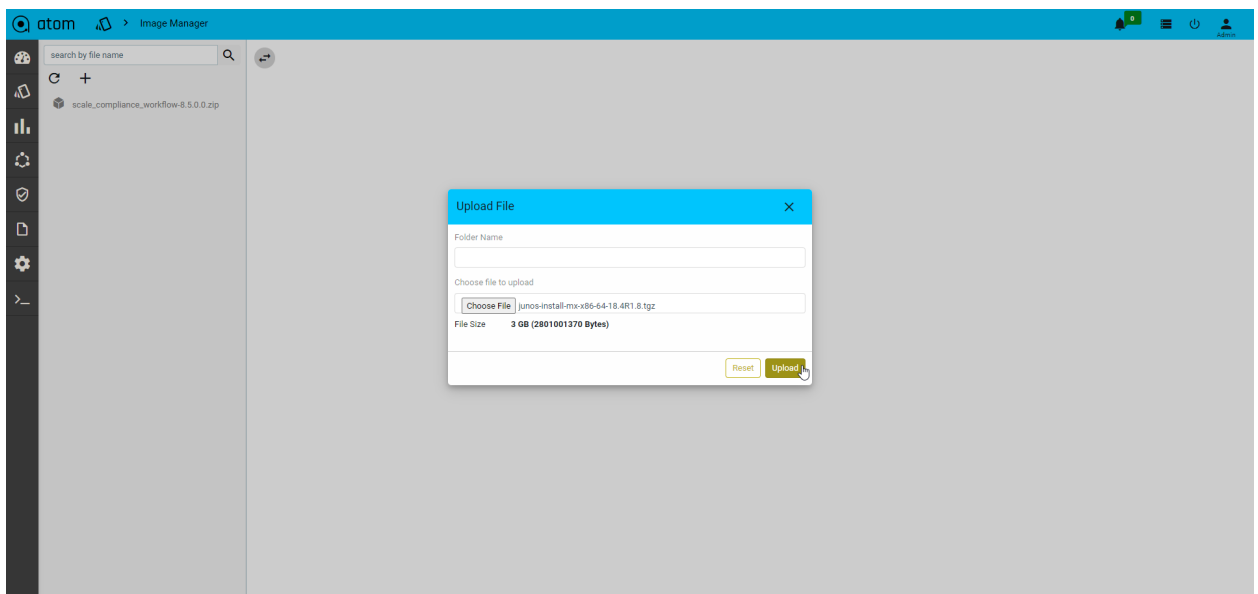 atom > Image Manager 0
Admin
search by file name
scale_compliance_workflow-8.5.0.0.zip
Upload File
Folder Name
Choose file to upload
Choose File junos-install-mx-x86-64-18.4R1.8.tgz
File Size 3 GB (2801001370 Bytes)
Reset Upload